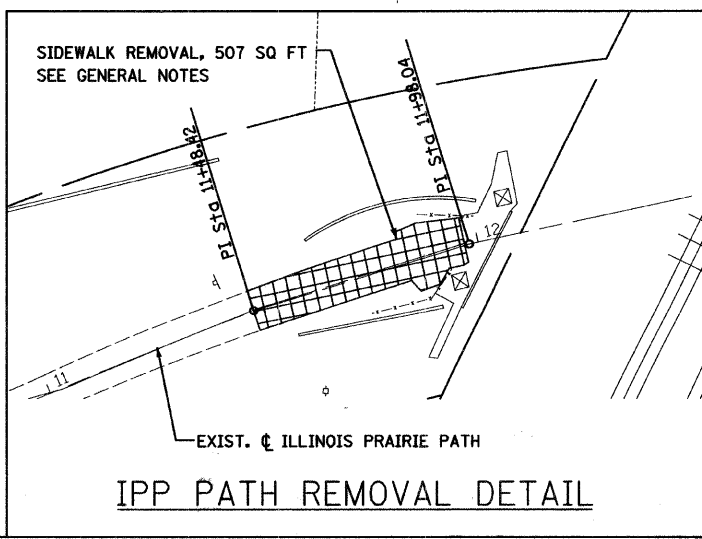 SIDEWALK REMOVAL, 507 SQ FT
SEE GENERAL NOTES
PI Sta 11+48.42
PI Sta 11+98.04
12
11
EXIST. ℄ ILLINOIS PRAIRIE PATH
IPP PATH REMOVAL DETAIL